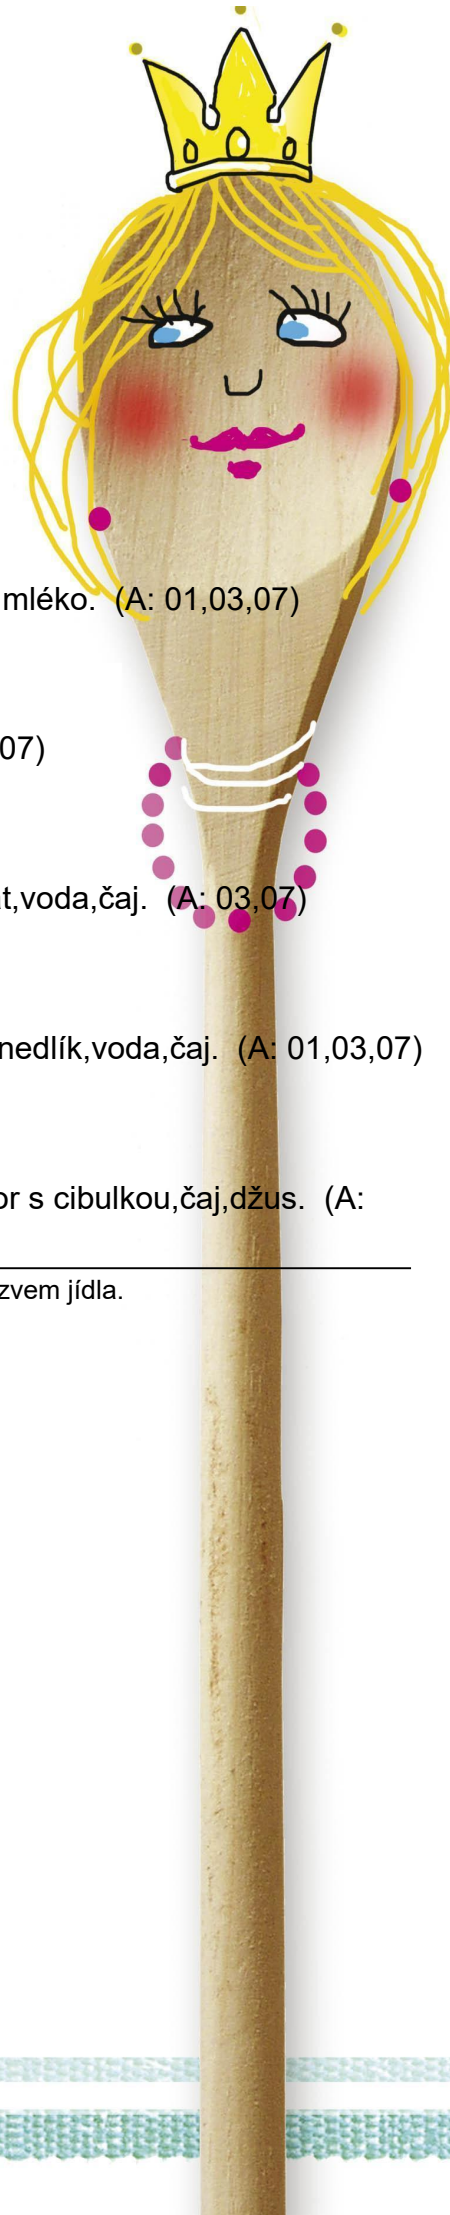 mléko. (A: 01,03,07)
07)
t,voda,čaj. (A: 03,07)
nedlík,voda,čaj. (A: 01,03,07)
or s cibulkou,čaj,džus. (A:
zvem jídla.